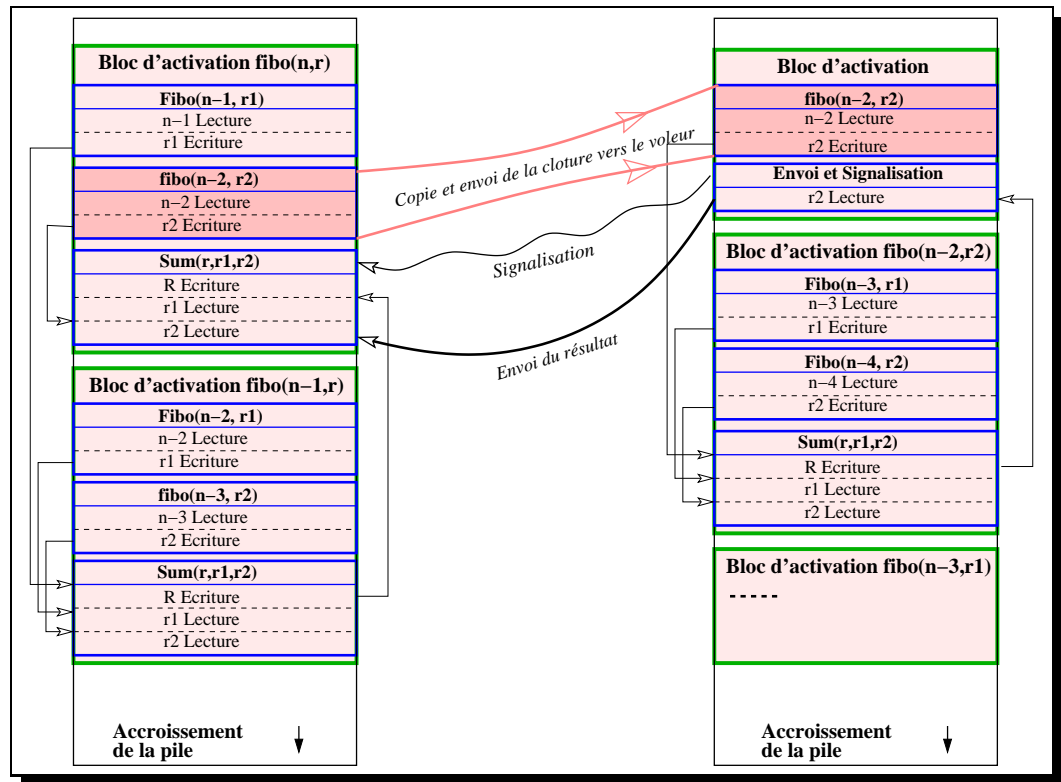 Bloc d'activation fibo(n,r)
Fibo(n−1, r1)
n−1 Lecture
r1 Ecriture
fibo(n−2, r2)
n−2 Lecture
r2 Ecriture
Sum(r,r1,r2)
R Ecriture
r1 Lecture
r2 Lecture
Bloc d'activation fibo(n−1,r)
Fibo(n−2, r1)
n−2 Lecture
r1 Ecriture
fibo(n−3, r2)
n−3 Lecture
r2 Ecriture
Sum(r,r1,r2)
R Ecriture
r1 Lecture
r2 Lecture
Accroissement
de la pile
Copie et envoi de la cloture vers le voleur
Signalisation
Envoi du résultat
Bloc d'activation
fibo(n−2, r2)
n−2 Lecture
r2 Ecriture
Envoi et Signalisation
r2 Lecture
Bloc d'activation fibo(n−2,r2)
Fibo(n−3, r1)
n−3 Lecture
r1 Ecriture
Fibo(n−4, r2)
n−4 Lecture
r2 Ecriture
Sum(r,r1,r2)
R Ecriture
r1 Lecture
r2 Lecture
Bloc d'activation fibo(n−3,r1)
-----
Accroissement
de la pile